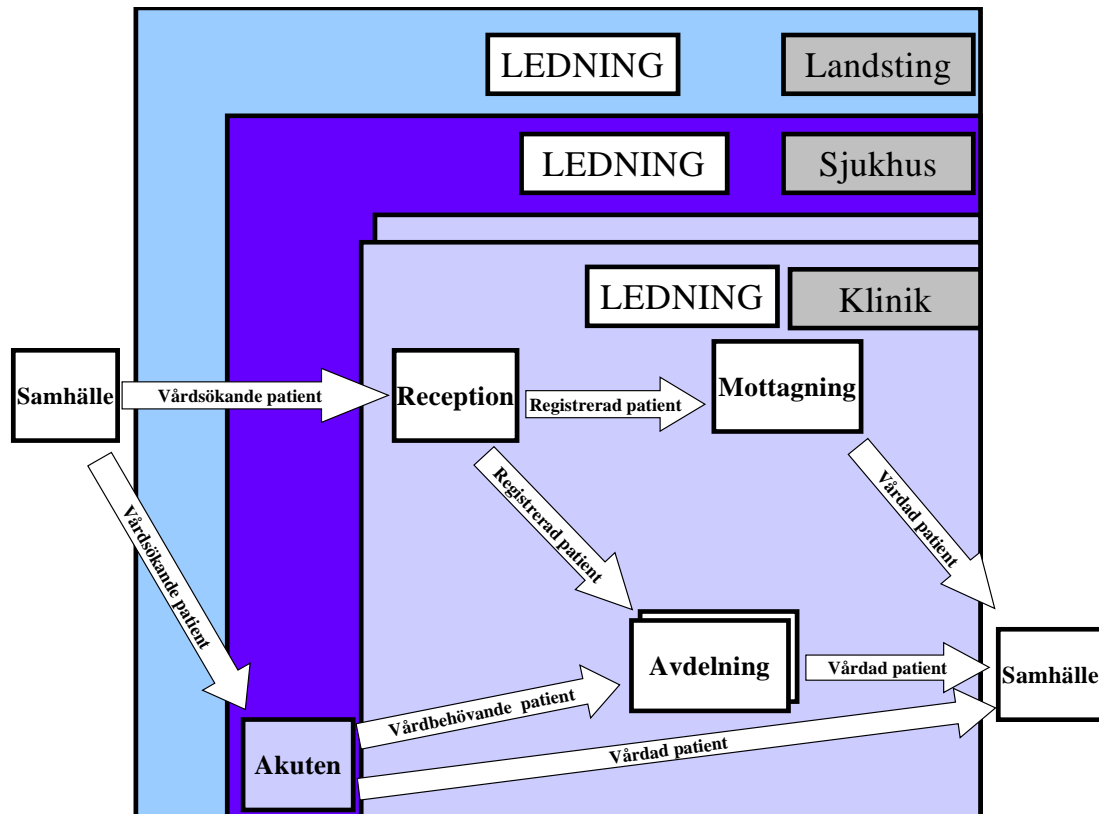 LEDNING
Landsting
LEDNING
Sjukhus
LEDNING
Klinik
Samhälle
Vårdsökande patient
Reception
Registrerad patient
Mottagning
Vårdsökande patient
Registrerad patient
Vårdad patient
Avdelning
Vårdad patient
Samhälle
Vårdbehövande patient
Akuten
Vårdad patient